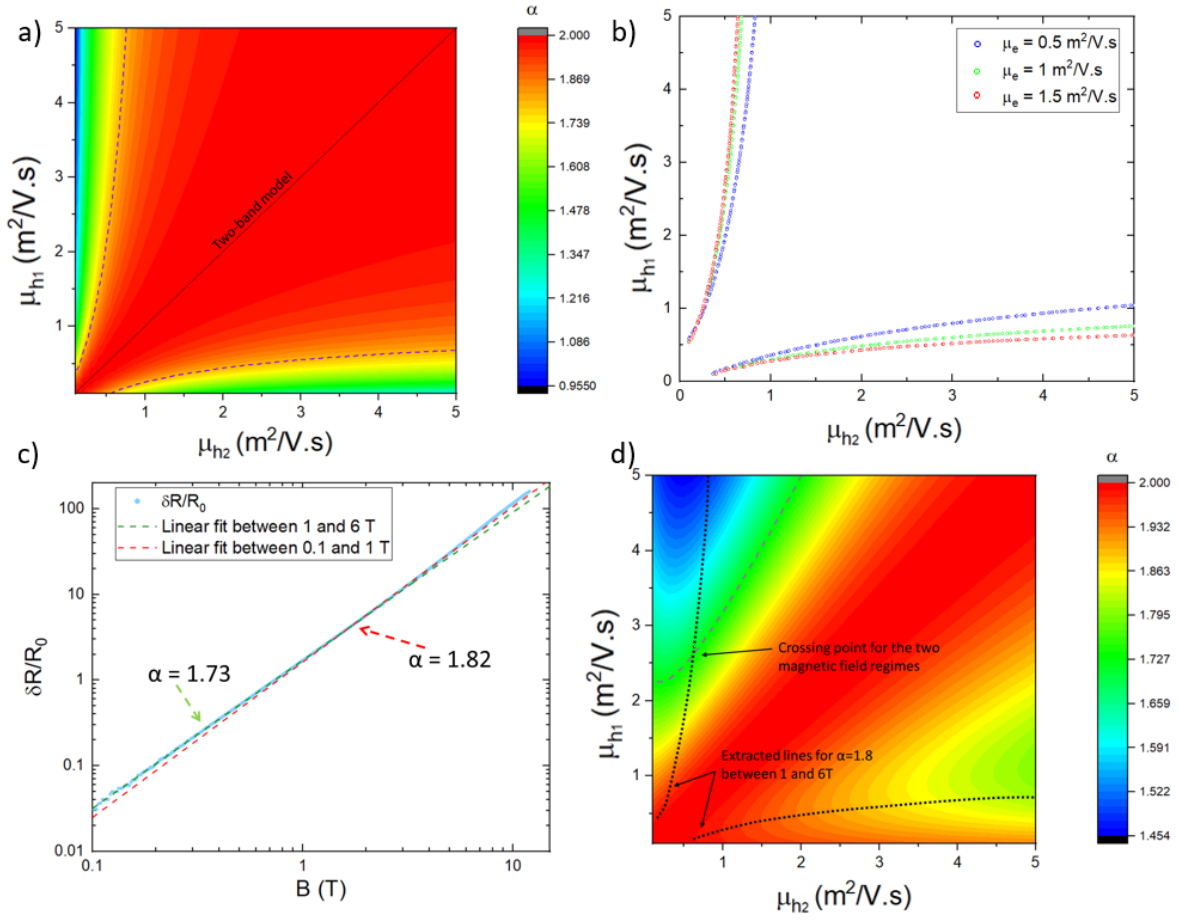 a)
α
2.000
1.869
1.739
1.608
1.478
1.347
1.216
1.086
0.9550
5
4
3
2
1
μh1 (m2/V.s)
Two-band model
1 2 3 4 5
μh2 (m2/V.s)
b)
5
4
3
2
1
0
μh1 (m2/V.s)
μe = 0.5 m2/V.s
μe = 1 m2/V.s
μe = 1.5 m2/V.s
0 1 2 3 4 5
μh2 (m2/V.s)
c)
100
10
1
0.1
0.01
δR/R0
δR/R0
Linear fit between 1 and 6 T
Linear fit between 0.1 and 1 T
α = 1.73
α = 1.82
0.1 1 10
B (T)
d)
α
2.000
1.932
1.863
1.795
1.727
1.659
1.591
1.522
1.454
5
4
3
2
1
μh1 (m2/V.s)
Crossing point for the two
magnetic field regimes
Extracted lines for α=1.8
between 1 and 6T
1 2 3 4 5
μh2 (m2/V.s)